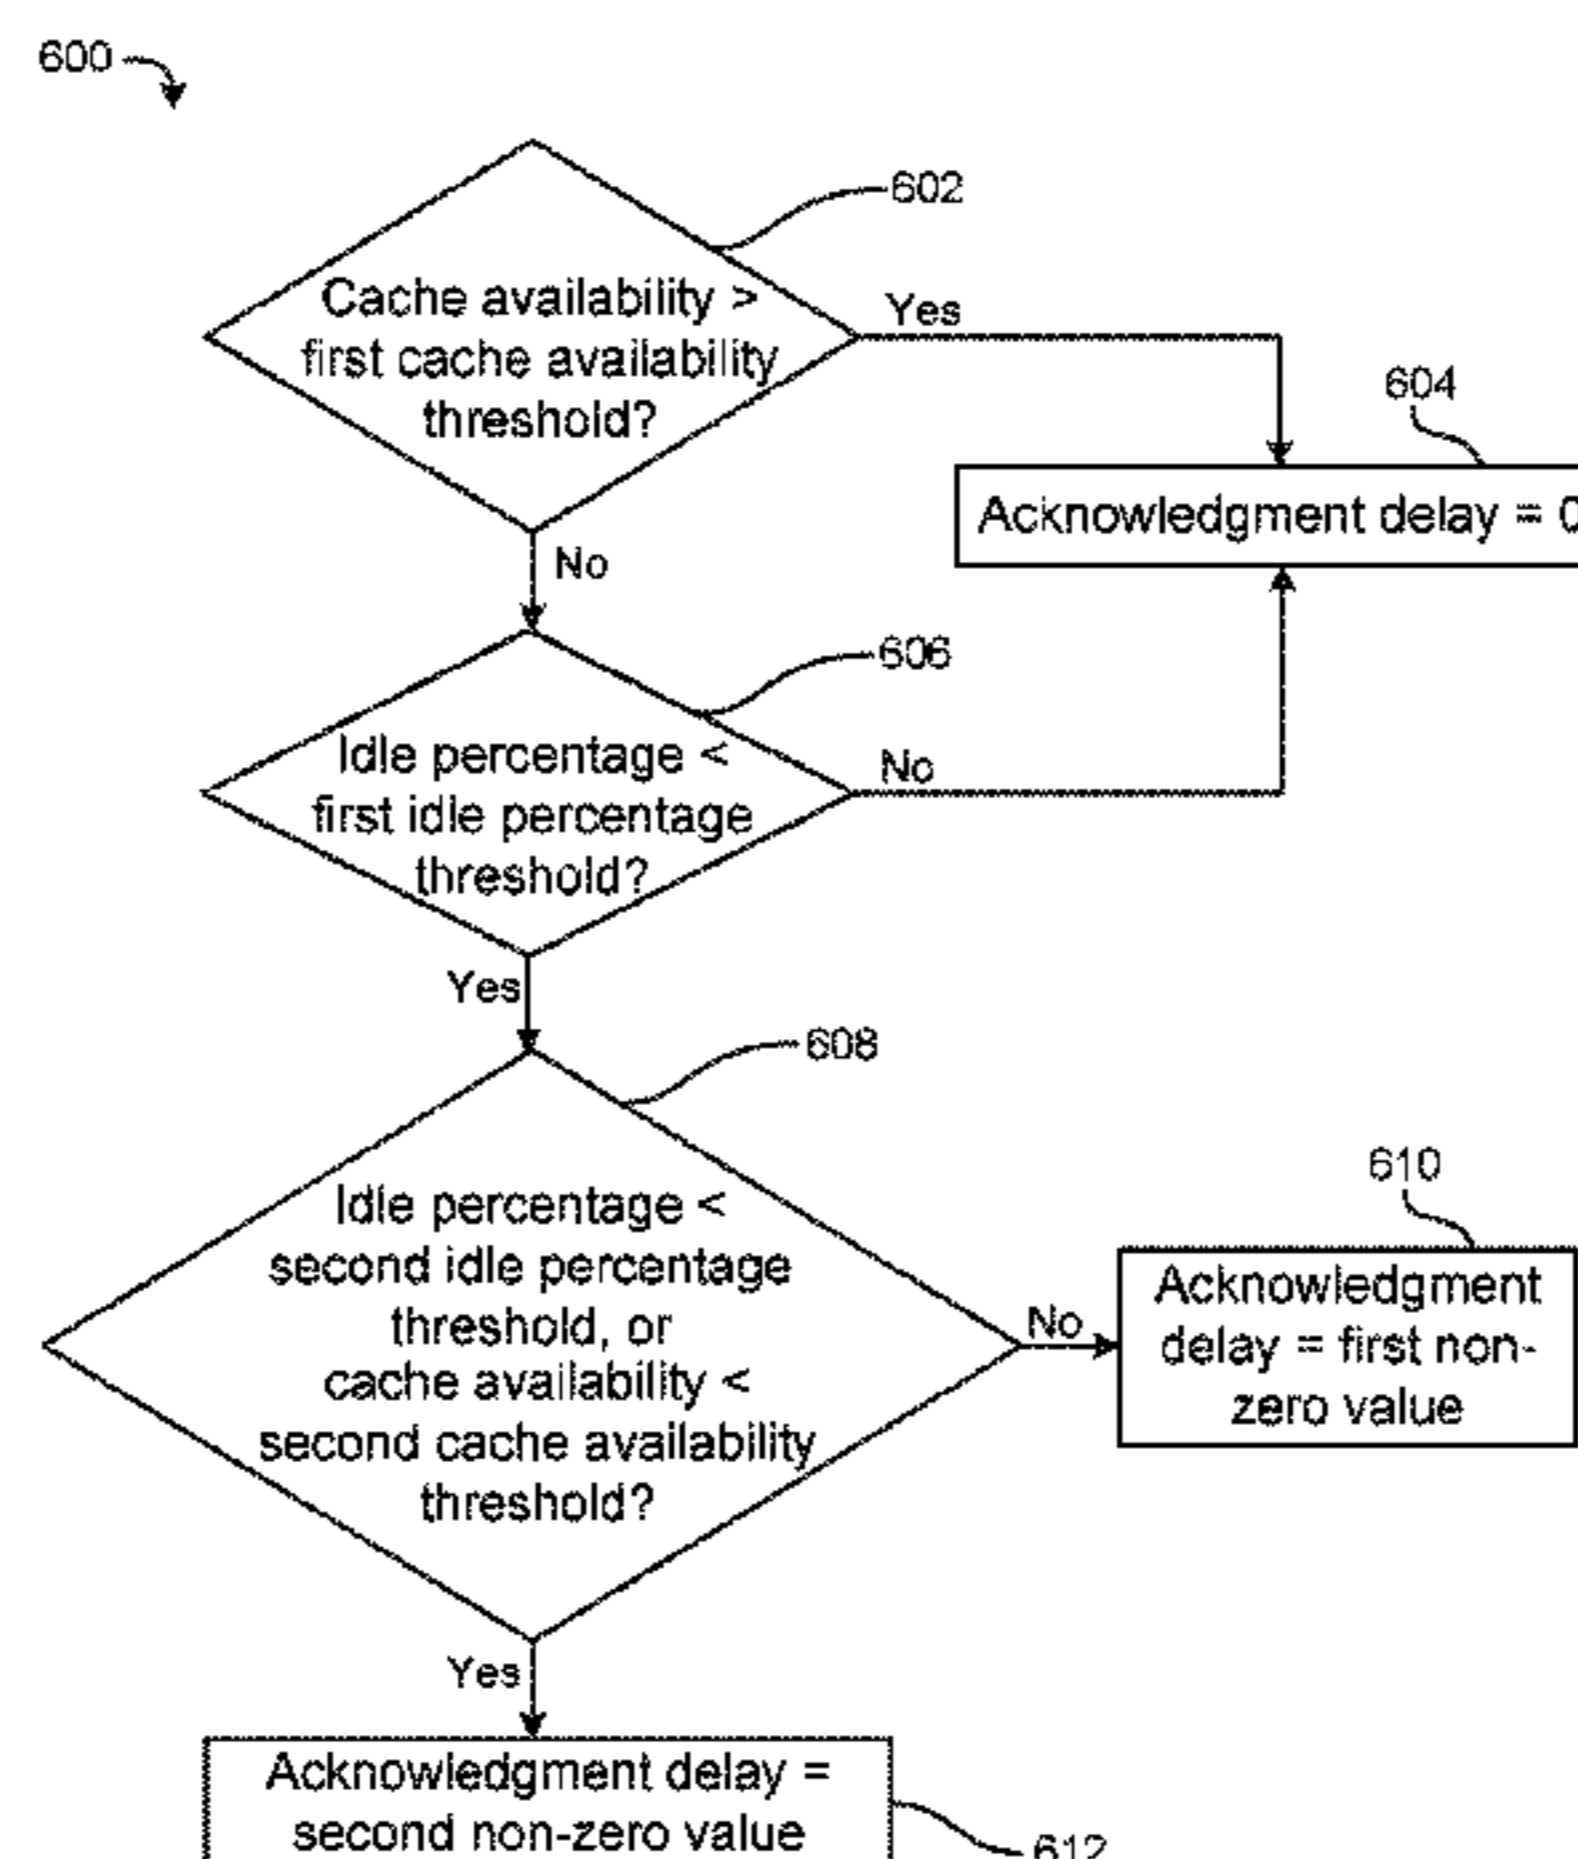 600
602
Cache availability >
first cache availability
threshold?
Yes
604
Acknowledgment delay = 0
No
606
Idle percentage <
first idle percentage
threshold?
No
Yes
608
Idle percentage <
second idle percentage
threshold, or
cache availability <
second cache availability
threshold?
No
610
Acknowledgment
delay = first non-
zero value
Yes
Acknowledgment delay =
second non-zero value
612